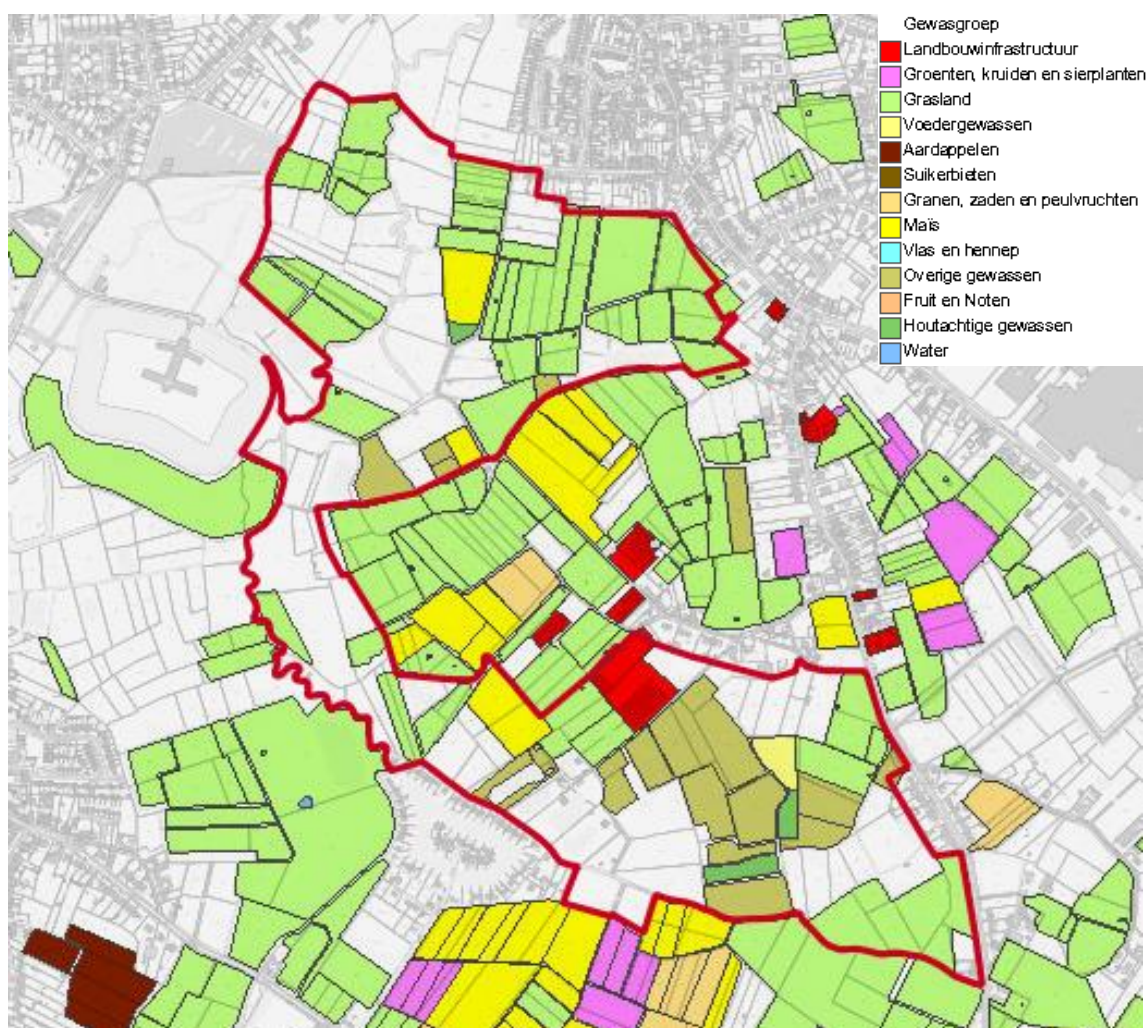 Gewasgroep
Landbouwinfrastructuur
Groenten, kruiden en sierplanten
Grasland
Voedergewassen
Aardappelen
Suikerbieten
Granen, zaden en peulvruchten
Maïs
Vlas en hennep
Overige gewassen
Fruit en Noten
Houtachtige gewassen
Water